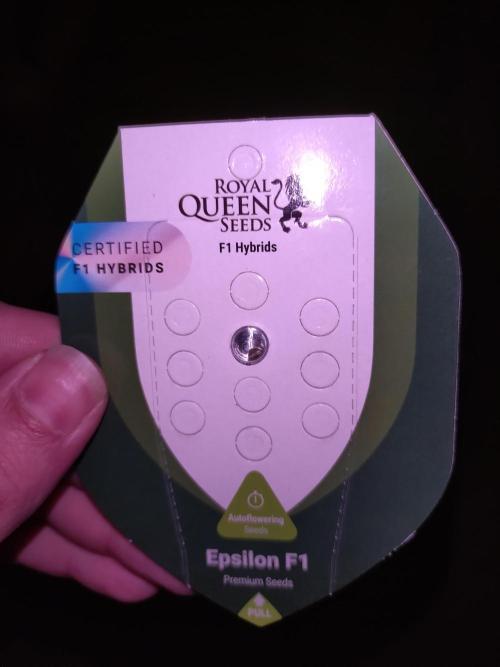 ROYAL
QUEEN
SEEDS
F1 Hybrids
CERTIFIED
F1 HYBRIDS
Autoflowering
Seeds
Epsilon F1
Premium Seeds
PULL